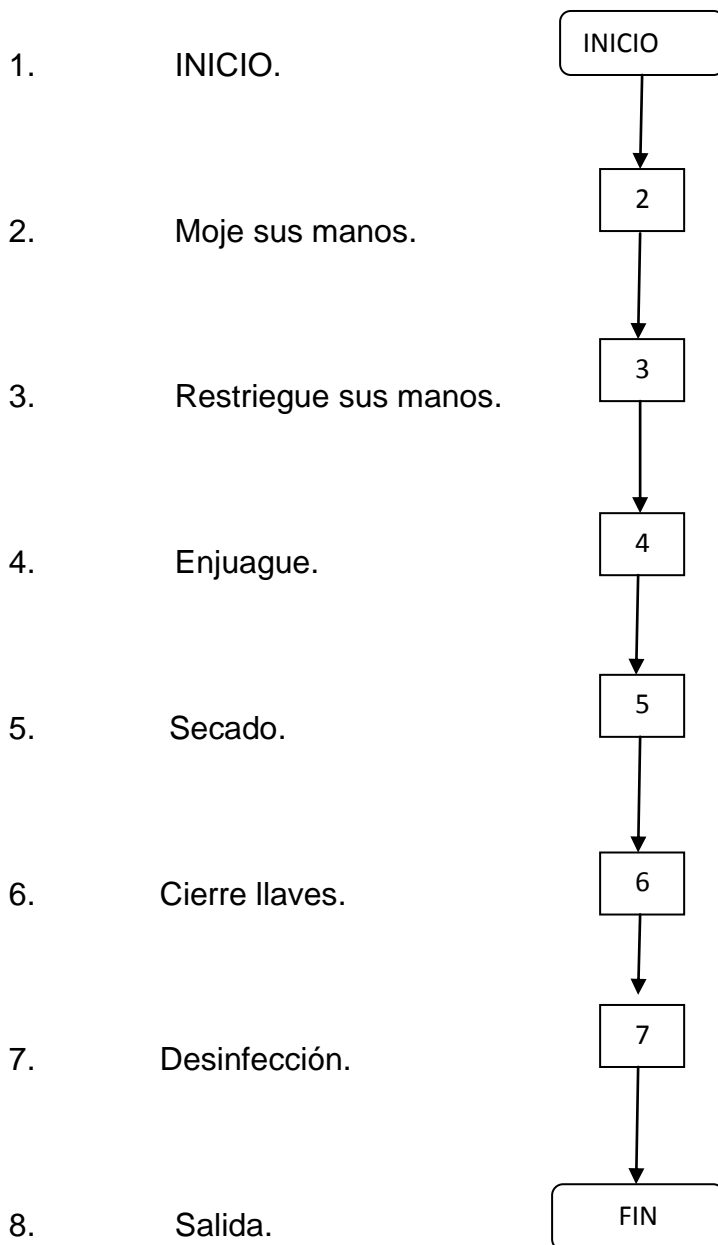 INICIO
1. INICIO.
2
2. Moje sus manos.
3
3. Restriegue sus manos.
4
4. Enjuague.
5
5. Secado.
6
6. Cierre llaves.
7
7. Desinfección.
FIN
8. Salida.